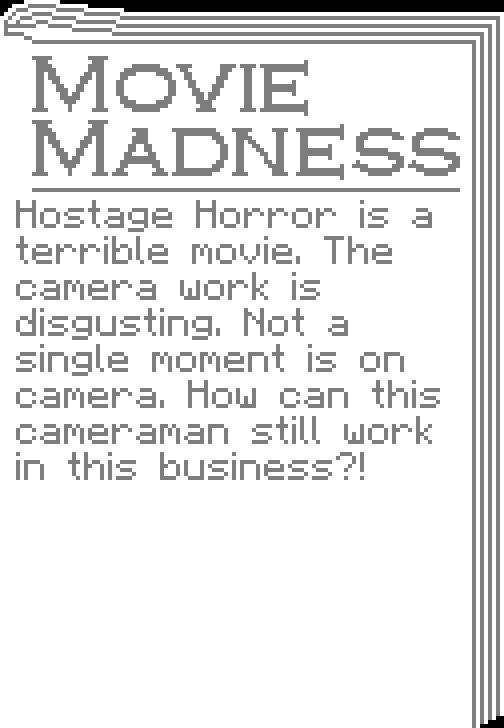 MOVIE
MADNESS
Hostage Horror is a
terrible movie. The
camera work is
disgusting. Not a
single moment is on
camera. How can this
cameraman still work
in this business?!